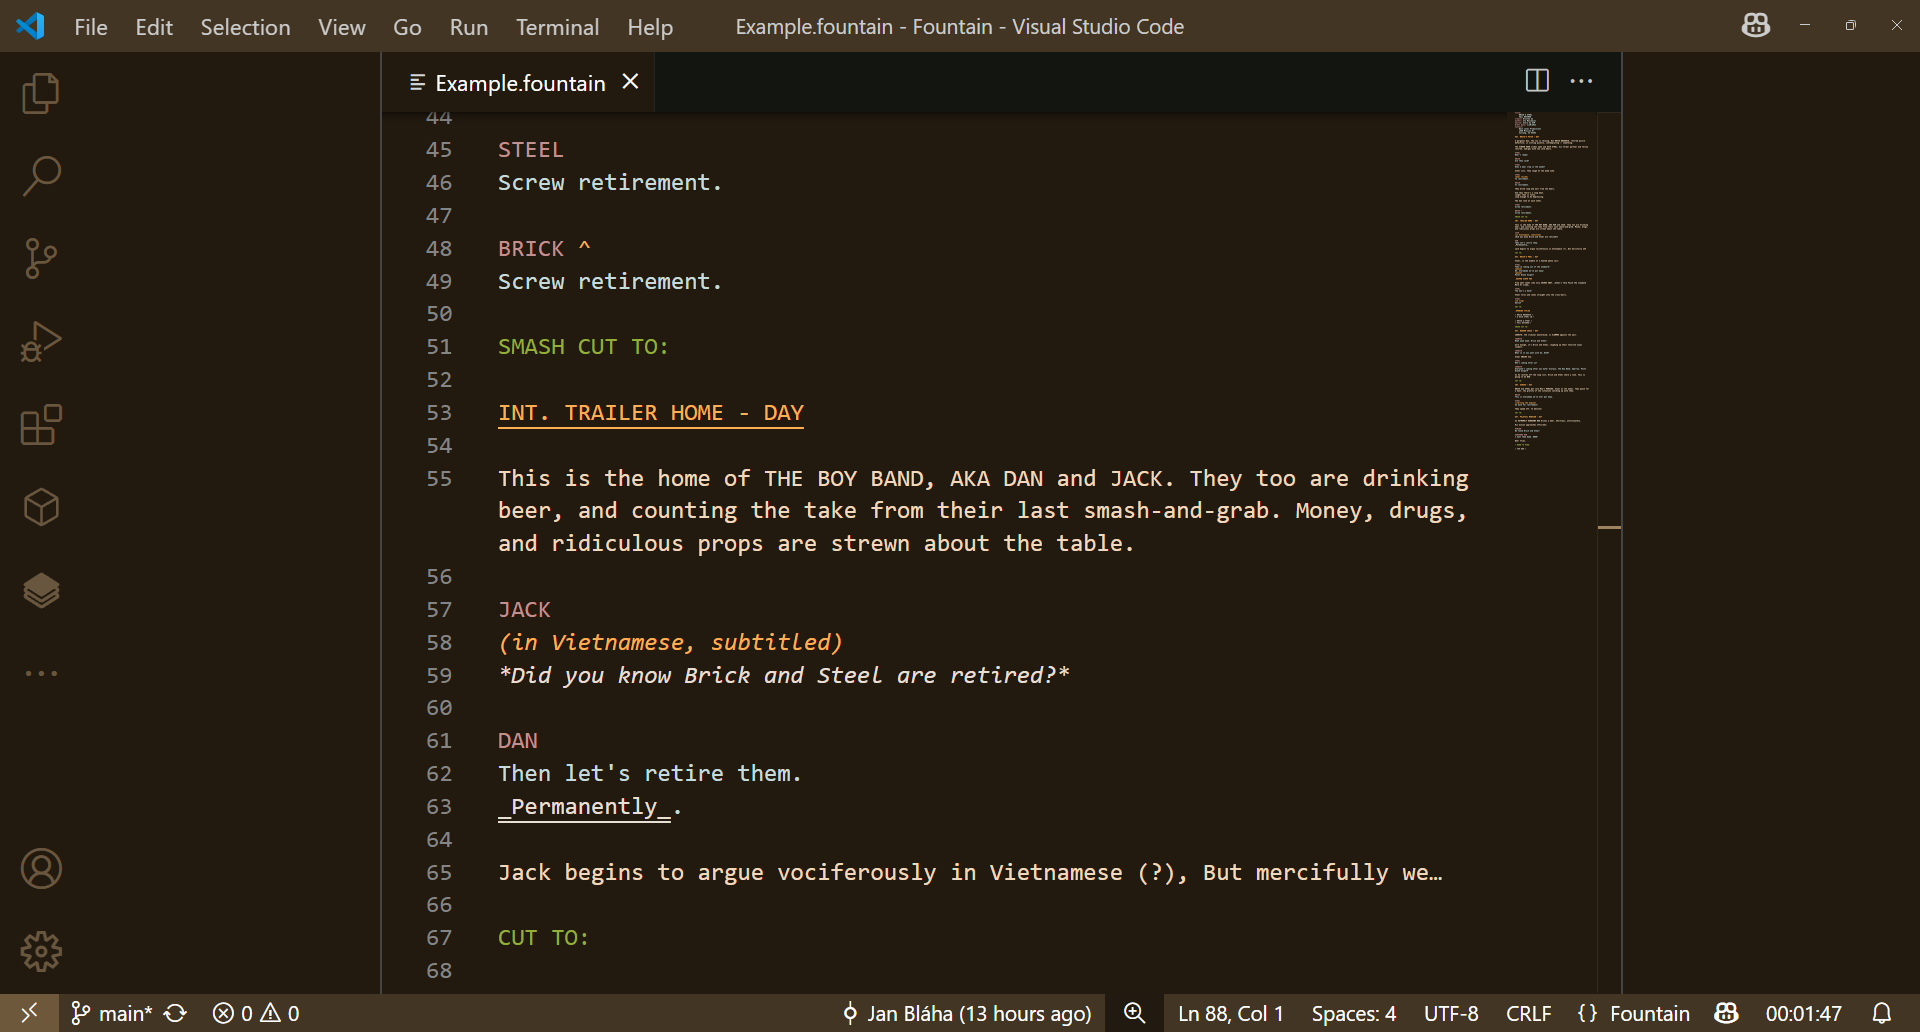 File Edit Selection View Go Run Terminal Help Example.fountain - Fountain - Visual Studio Code
Example.fountain
44
45 STEEL
46 Screw retirement.
47
48 BRICK ^
49 Screw retirement.
50
51 SMASH CUT TO:
52
53 INT. TRAILER HOME - DAY
54
55 This is the home of THE BOY BAND, AKA DAN and JACK. They too are drinking
beer, and counting the take from their last smash-and-grab. Money, drugs,
and ridiculous props are strewn about the table.
56
57 JACK
58 (in Vietnamese, subtitled)
59 *Did you know Brick and Steel are retired?*
60
61 DAN
62 Then let's retire them.
63 _Permanently_.
64
65 Jack begins to argue vociferously in Vietnamese (?), But mercifully we…
66
67 CUT TO:
68
main* 0 0 Jan Bláha (13 hours ago) Ln 88, Col 1 Spaces: 4 UTF-8 CRLF {} Fountain 00:01:47